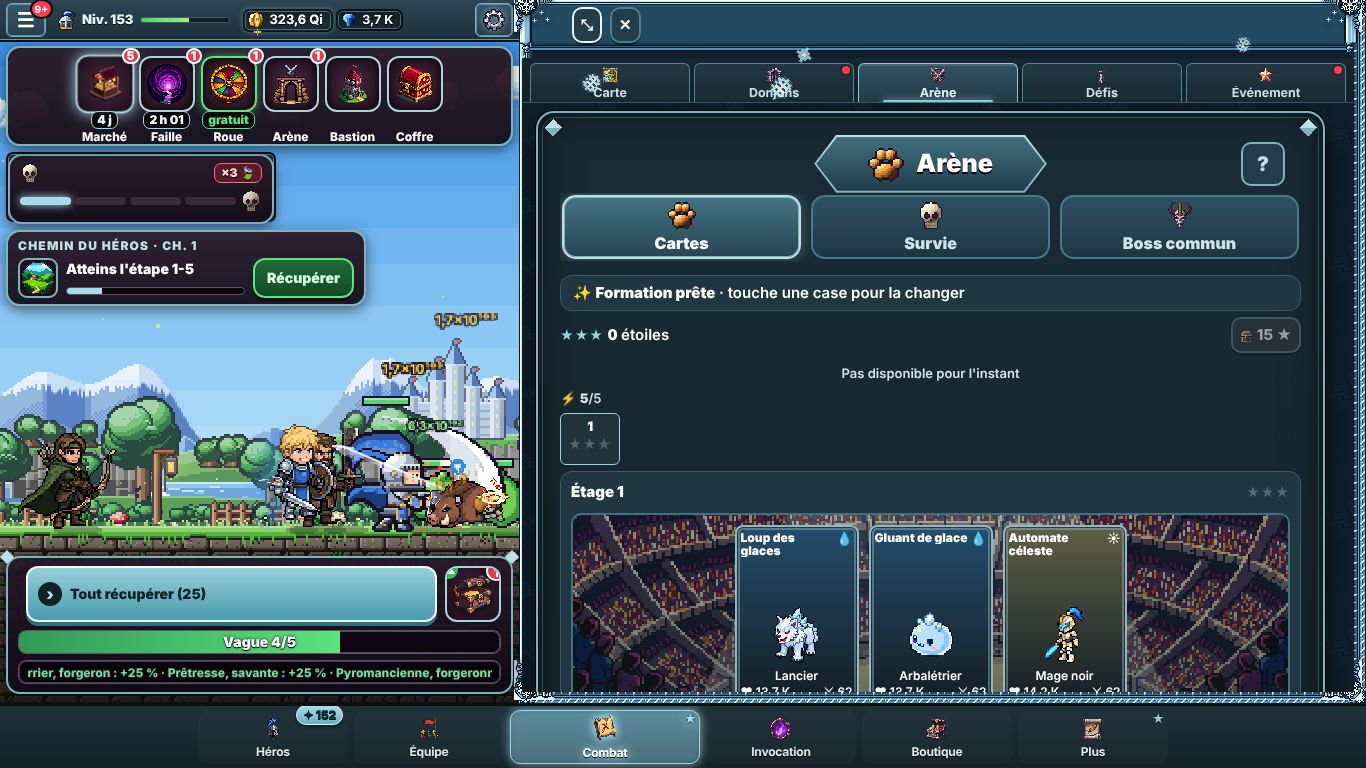 9+
Niv. 153
323,6 Qi
3,7 K
5
1
1
1
4 j
2 h 01
gratuit
Marché
Faille
Roue
Arène
Bastion
Coffre
×3
CHEMIN DU HÉROS · CH. 1
Atteins l'étape 1-5
Récupérer
Tout récupérer (25)
Vague 4/5
rrier, forgeron : +25 % · Prêtresse, savante : +25 % · Pyromancienne, forgeronr
Carte
Donjons
Arène
Défis
Événement
Arène
?
Cartes
Survie
Boss commun
Formation prête · touche une case pour la changer
0 étoiles
15 ★
Pas disponible pour l'instant
5/5
1
Étage 1
Loup des glaces
Gluant de glace
Automate céleste
Lancier
Arbalétrier
Mage noir
152
Héros
Équipe
Combat
Invocation
Boutique
Plus